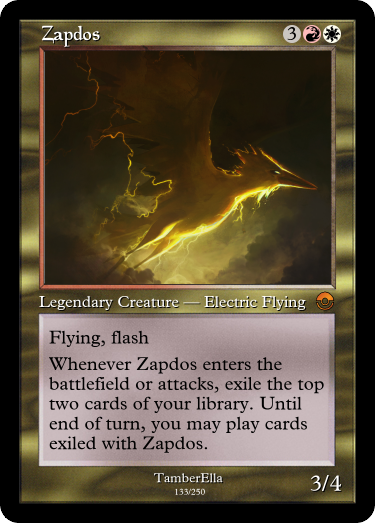 Zapdos 3
Legendary Creature — Electric Flying
Flying, flash
Whenever Zapdos enters the
battlefield or attacks, exile the top
two cards of your library. Until
end of turn, you may play cards
exiled with Zapdos.
TamberElla
133/250
3/4